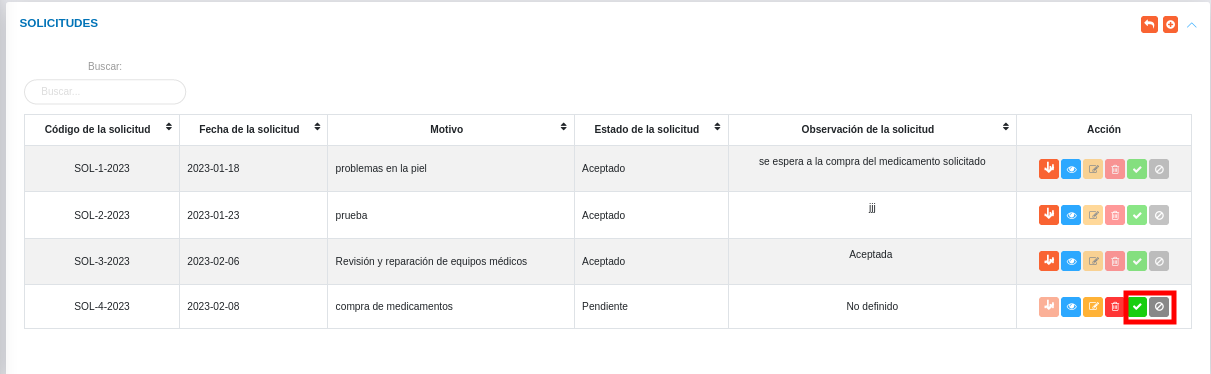 SOLICITUDES
Buscar:
Buscar...
Código de la solicitud Fecha de la solicitud Motivo Estado de la solicitud Observación de la solicitud Acción
SOL-1-2023 2023-01-18 problemas en la piel Aceptado se espera a la compra del medicamento solicitado
SOL-2-2023 2023-01-23 prueba Aceptado jjj
SOL-3-2023 2023-02-06 Revisión y reparación de equipos médicos Aceptado Aceptada
SOL-4-2023 2023-02-08 compra de medicamentos Pendiente No definido